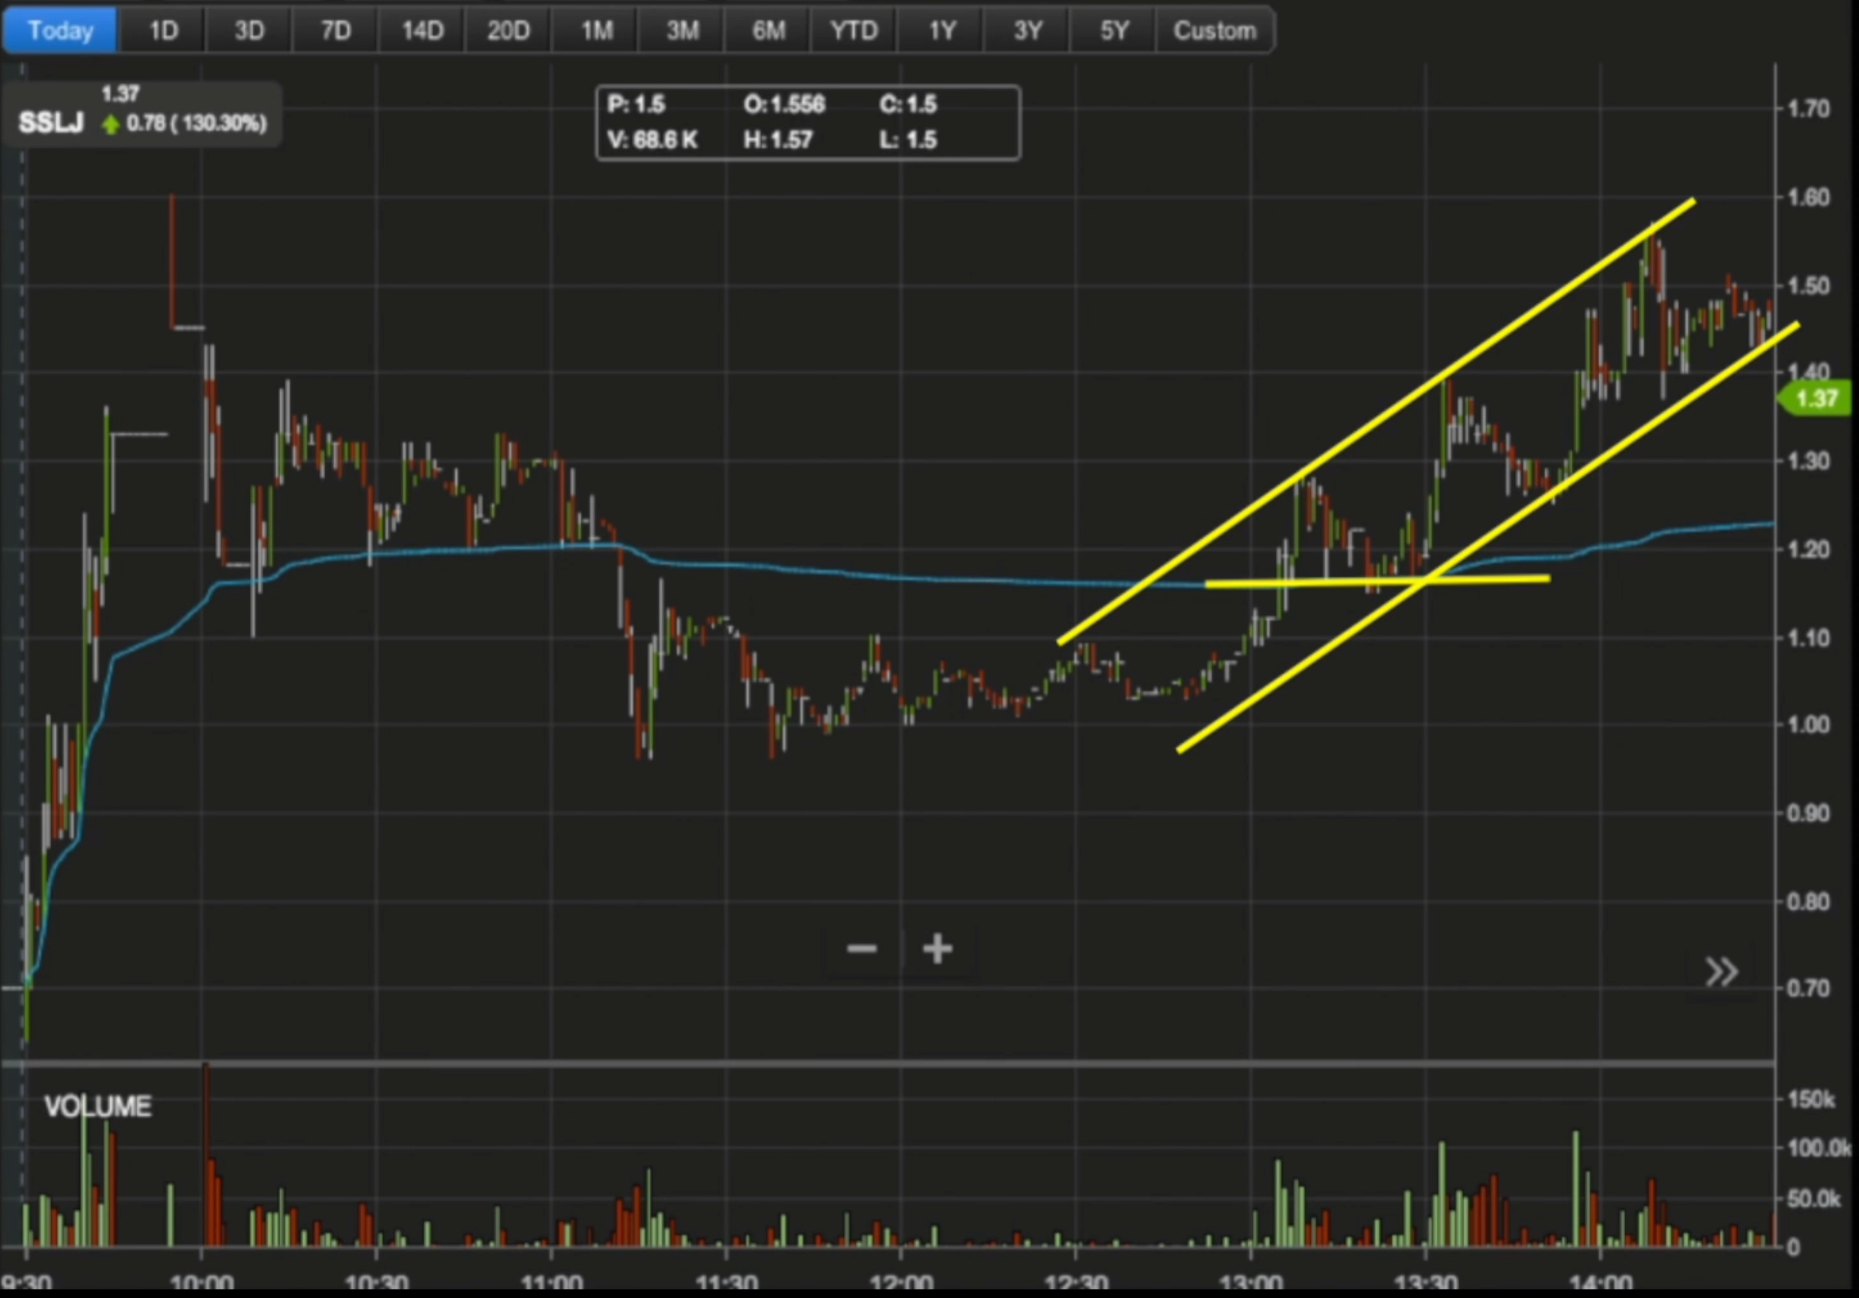 Today 1D 3D 7D 14D 20D 1M 3M 6M YTD 1Y 3Y 5Y Custom
1.37
SSLJ 0.78 ( 130.30%)
P: 1.5 O: 1.556 C: 1.5
V: 68.6 K H: 1.57 L: 1.5
1.70
1.60
1.50
1.40
1.37
1.30
1.20
1.10
1.00
0.90
0.80
0.70
VOLUME
150k
100.0k
50.0k
0
9:30 10:00 10:30 11:00 11:30 12:00 12:30 13:00 13:30 14:00